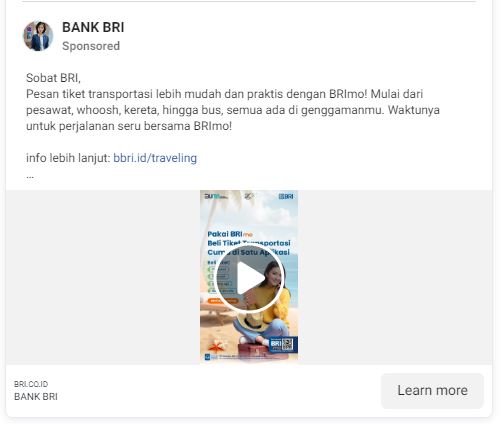 BANK BRI
Sponsored
Sobat BRI,
Pesan tiket transportasi lebih mudah dan praktis dengan BRImo! Mulai dari
pesawat, whoosh, kereta, hingga bus, semua ada di genggamanmu. Waktunya
untuk perjalanan seru bersama BRImo!
info lebih lanjut: bbri.id/traveling
...
BRI
Pakai BRImo
Beli Tiket Transportasi
Cuma di Satu Aplikasi
BRI
BRI.CO.ID
BANK BRI
Learn more